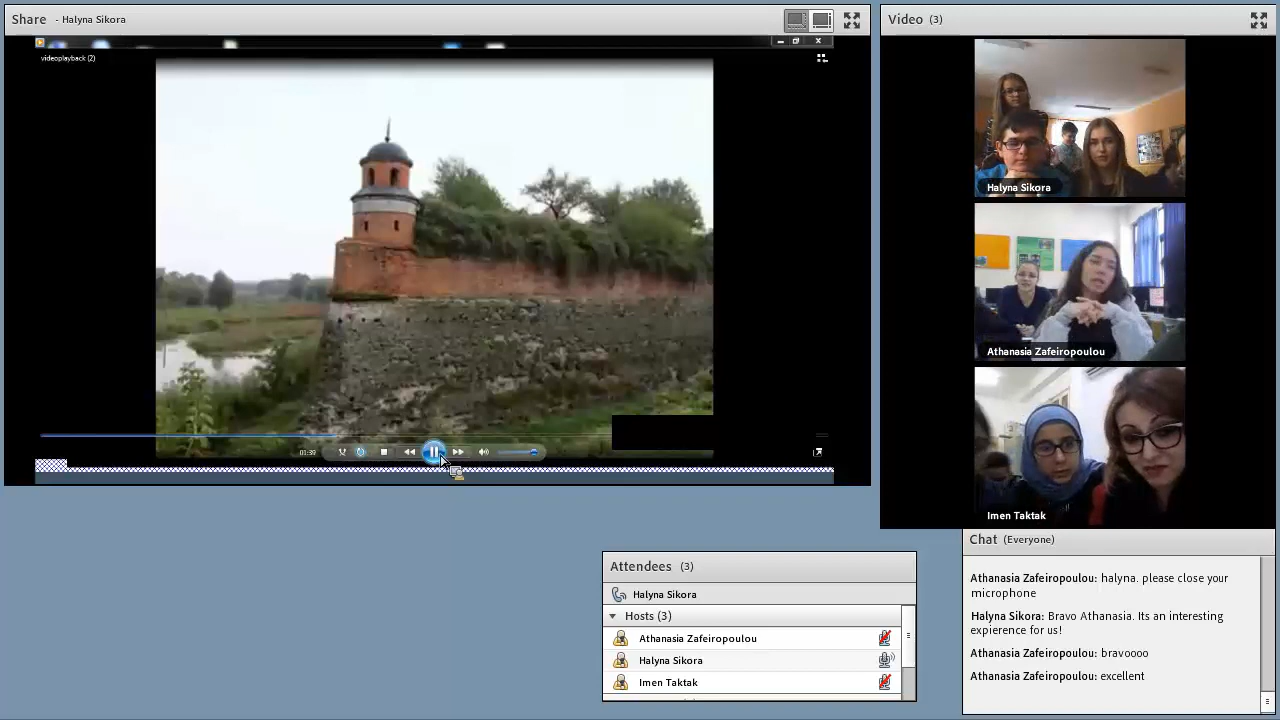 Share - Halyna Sikora
videoplayback (2)
01:39
Video (3)
Halyna Sikora
Athanasia Zafeiropoulou
Imen Taktak
Attendees (3)
Halyna Sikora
Hosts (3)
Athanasia Zafeiropoulou
Halyna Sikora
Imen Taktak
Chat (Everyone)
Athanasia Zafeiropoulou: halyna. please close your
microphone
Halyna Sikora: Bravo Athanasia. Its an interesting
expierence for us!
Athanasia Zafeiropoulou: bravoooo
Athanasia Zafeiropoulou: excellent